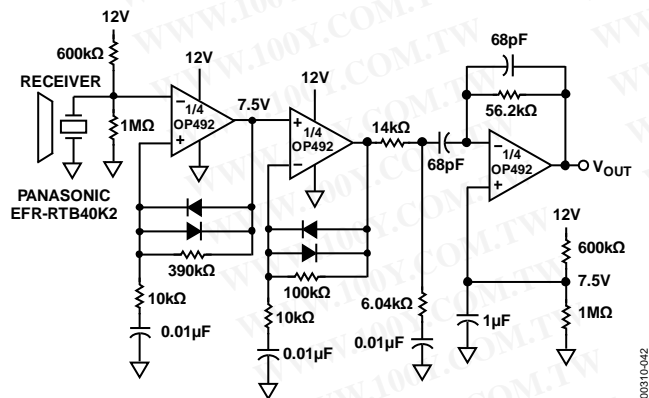 12V
600kΩ
RECEIVER
1MΩ
PANASONIC
EFR-RTB40K2
12V
–
1/4
OP492
+
7.5V
390kΩ
10kΩ
0.01µF
12V
+
1/4
OP492
–
100kΩ
10kΩ
0.01µF
14kΩ
68pF
6.04kΩ
0.01µF
68pF
56.2kΩ
–
1/4
OP492
+
VOUT
12V
600kΩ
7.5V
1µF
1MΩ
00310-042
WWW.100Y.COM.TW